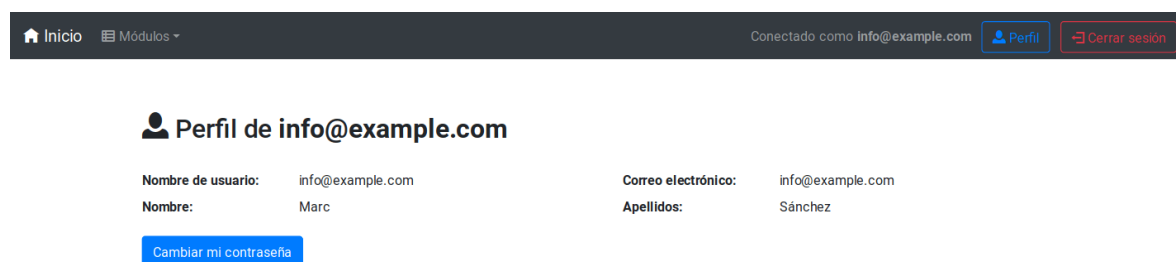 Inicio Módulos Conectado como info@example.com Perfil Cerrar sesión
Perfil de info@example.com
Nombre de usuario: info@example.com Correo electrónico: info@example.com
Nombre: Marc Apellidos: Sánchez
Cambiar mi contraseña